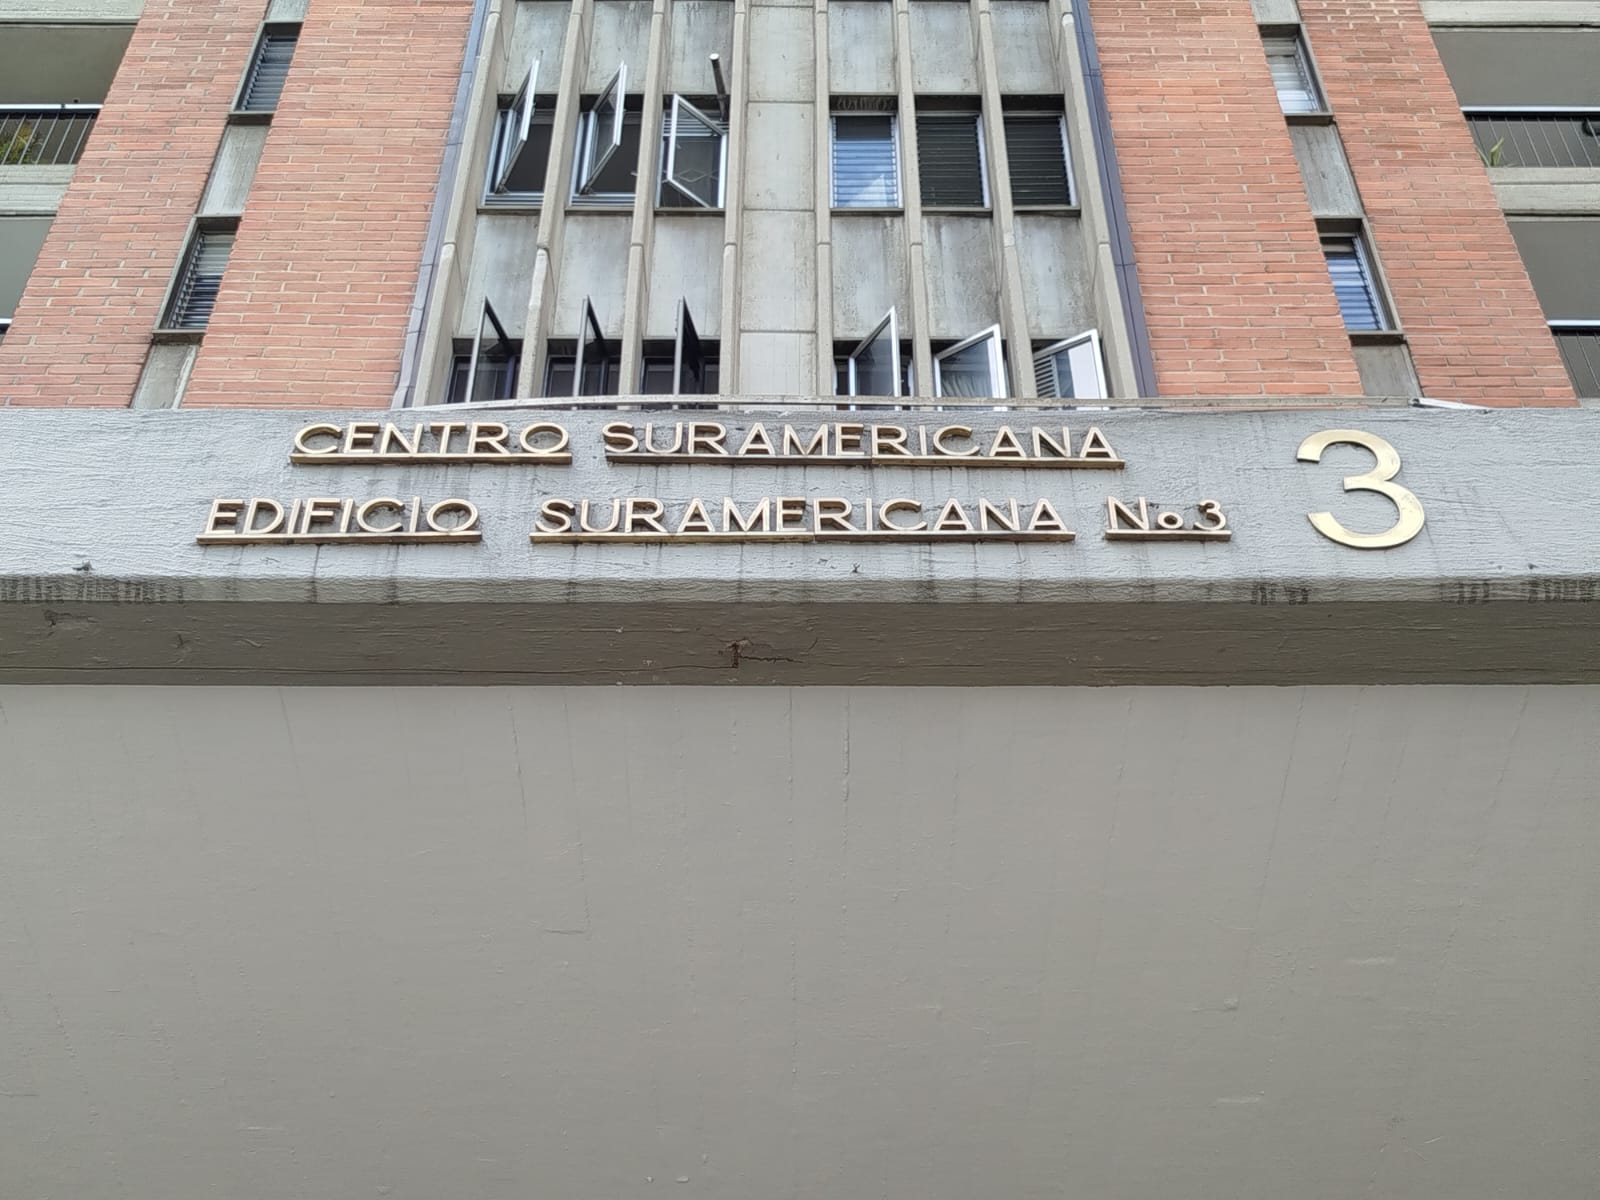 CENTRO SURAMERICANA
EDIFICIO SURAMERICANA No.3
3